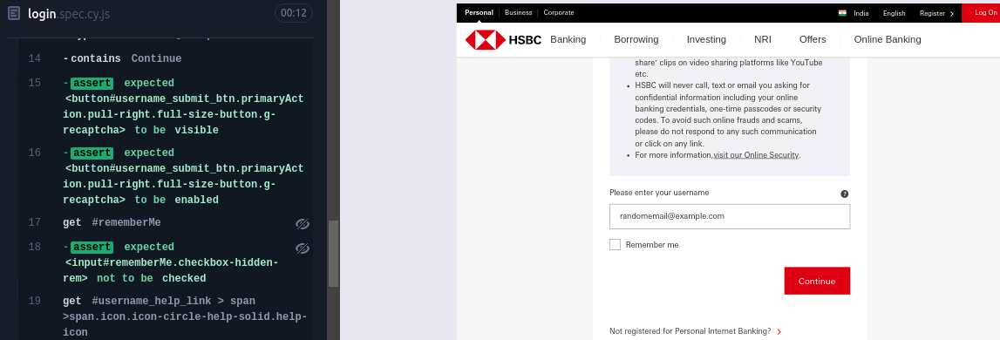 login.spec.cy.js
00:12
14 -contains Continue
15 -assert expected
<button#username_submit_btn.primaryAct
ion.pull-right.full-size-button.g-
recaptcha> to be visible
16 -assert expected
<button#username_submit_btn.primaryAct
ion.pull-right.full-size-button.g-
recaptcha> to be enabled
17 get #rememberMe
18 -assert expected
<input#rememberMe.checkbox-hidden-
rem> not to be checked
19 get #username_help_link > span
>span.icon.icon-circle-help-solid.help-
icon
Personal Business Corporate
India English Register Log On
HSBC Banking Borrowing Investing NRI Offers Online Banking
share' clips on video sharing platforms like YouTube
etc.
• HSBC will never call, text or email you asking for
confidential information including your online
banking credentials, one-time passcodes or security
codes. To avoid such online frauds and scams,
please do not respond to any such communication
or click on any link.
• For more information,visit our Online Security.
Please enter your username
?
randomemail@example.com
Remember me
Continue
Not registered for Personal Internet Banking?